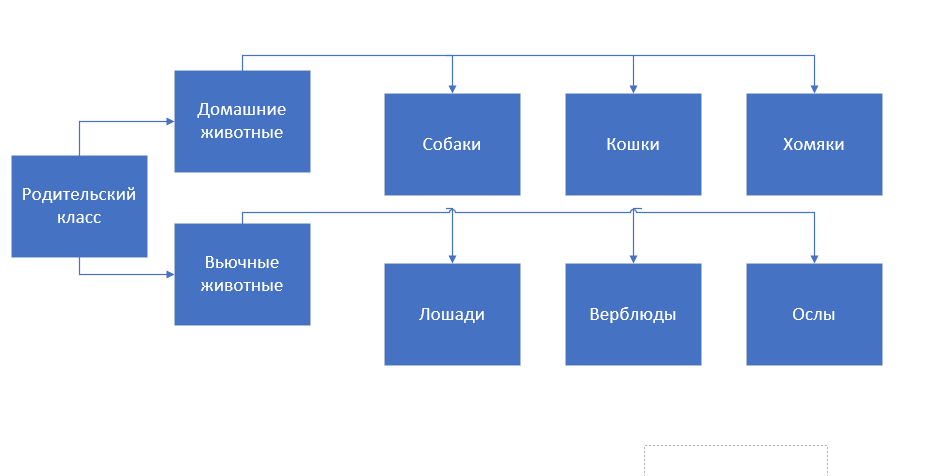 Домашние
животные
Собаки
Кошки
Хомяки
Родительский
класс
Вьючные
животные
Лошади
Верблюды
Ослы